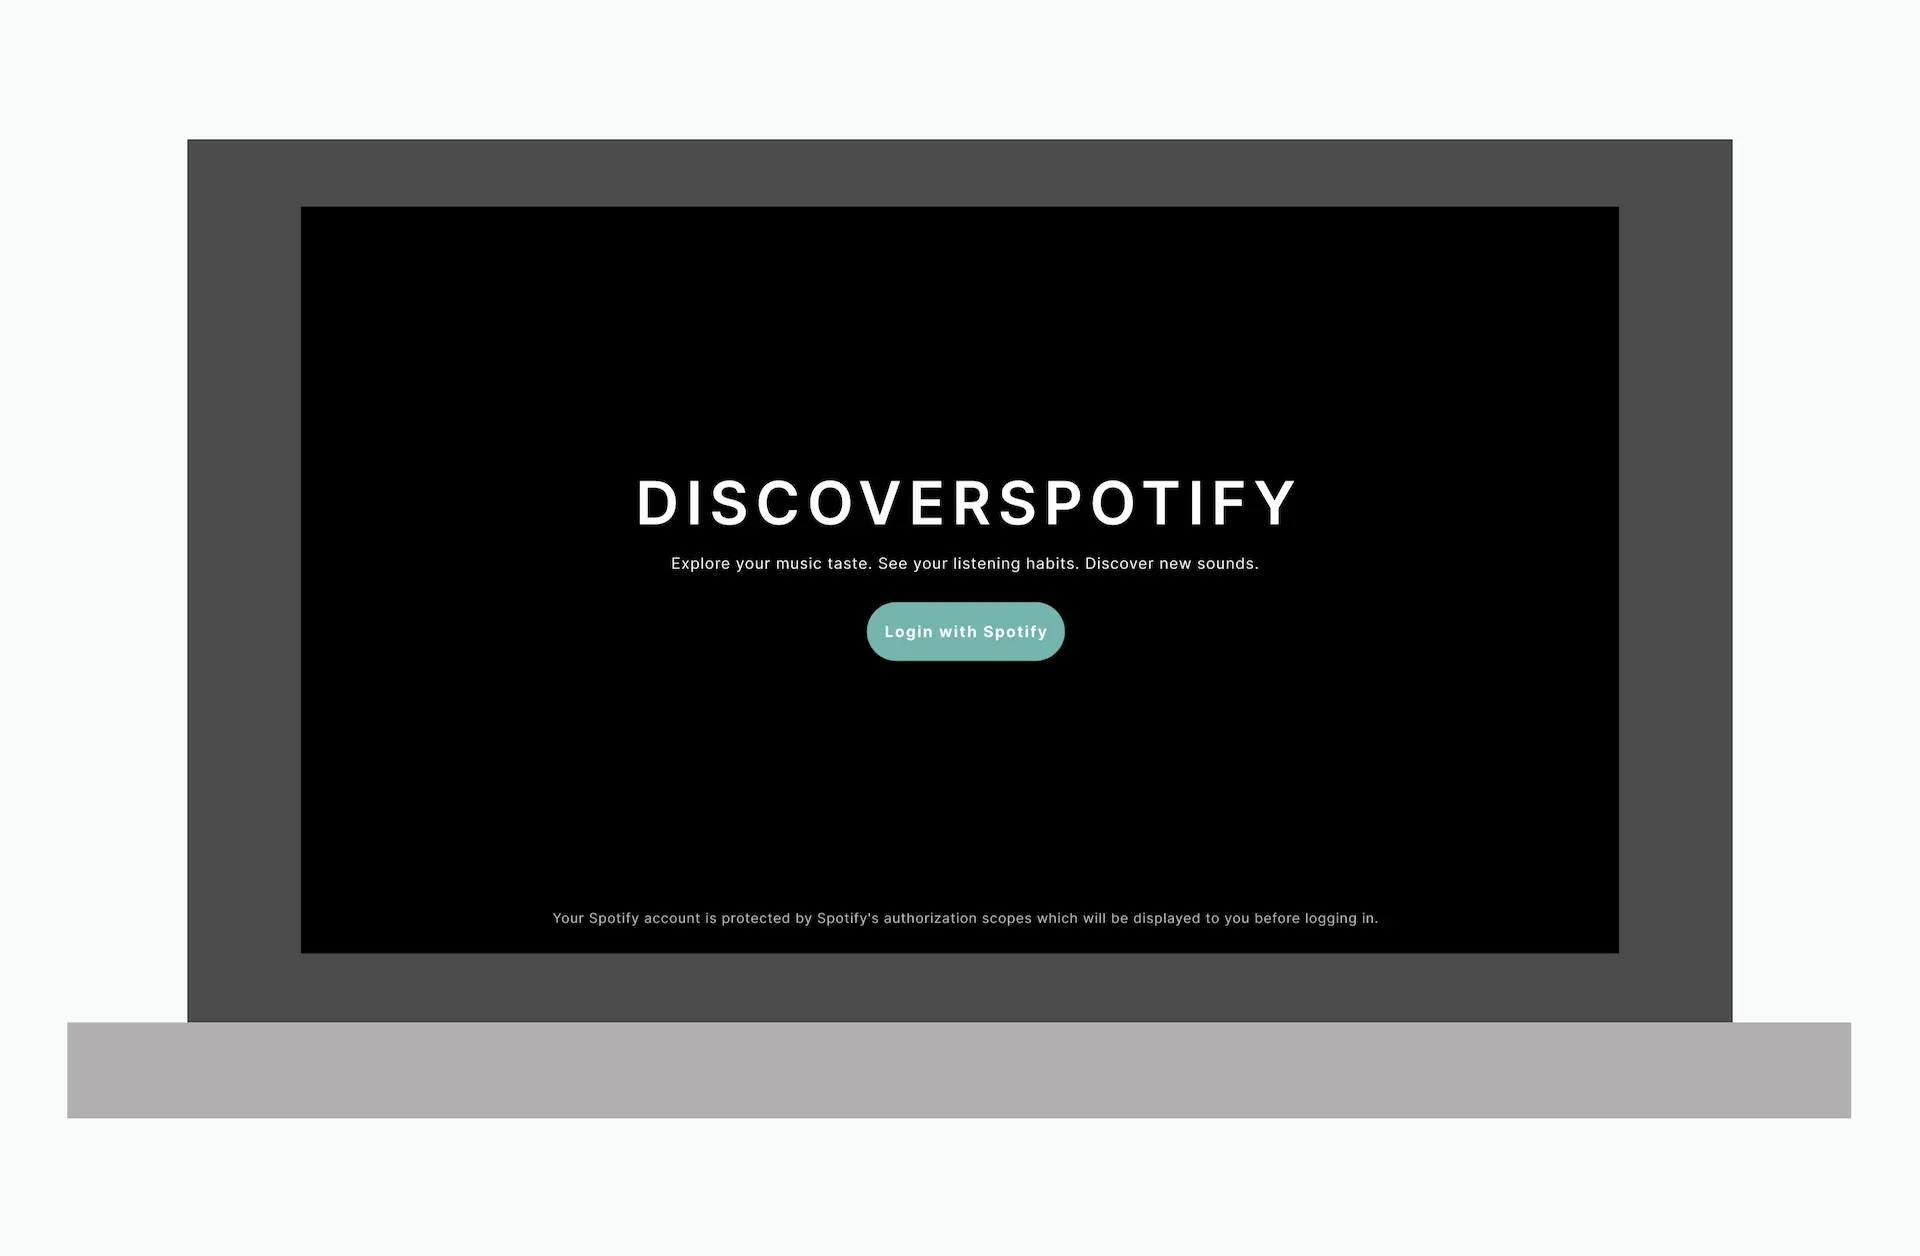 DISCOVERSPOTIFY
Explore your music taste. See your listening habits. Discover new sounds.
Login with Spotify
Your Spotify account is protected by Spotify's authorization scopes which will be displayed to you before logging in.